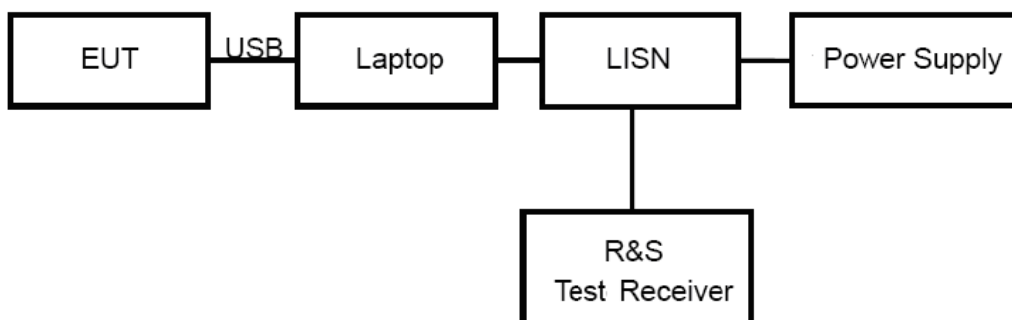 EUT
USB
Laptop
LISN
Power Supply
R&S
Test Receiver